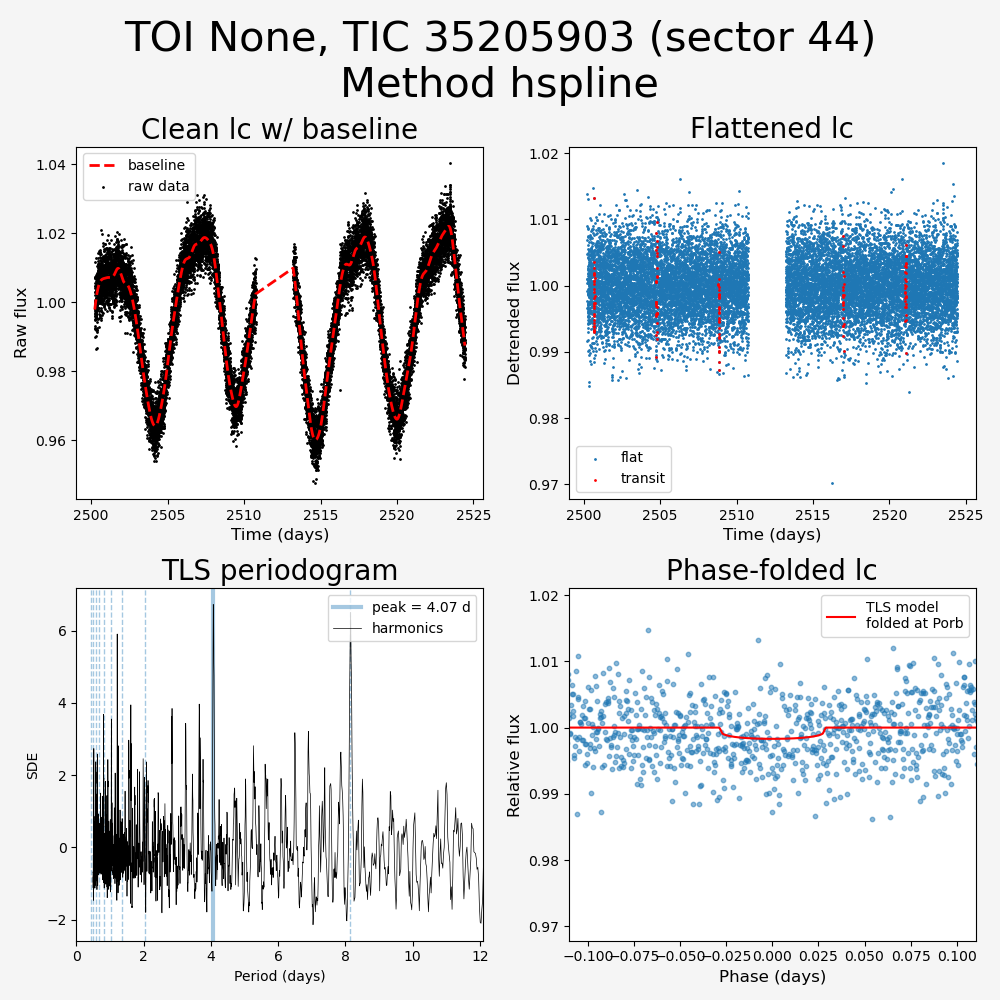 TOI None, TIC 35205903 (sector 44)
Method hspline
Clean lc w/ baseline
baseline
raw data
Raw flux
1.04
1.02
1.00
0.98
0.96
2500 2505 2510 2515 2520 2525
Time (days)
Flattened lc
Detrended flux
1.02
1.01
1.00
0.99
0.98
0.97
flat
transit
2500 2505 2510 2515 2520 2525
Time (days)
TLS periodogram
peak = 4.07 d
harmonics
SDE
6
4
2
0
−2
0 2 4 6 8 10 12
Period (days)
Phase-folded lc
TLS model
folded at Porb
Relative flux
1.02
1.01
1.00
0.99
0.98
0.97
−0.100 −0.075 −0.050 −0.025 0.000 0.025 0.050 0.075 0.100
Phase (days)